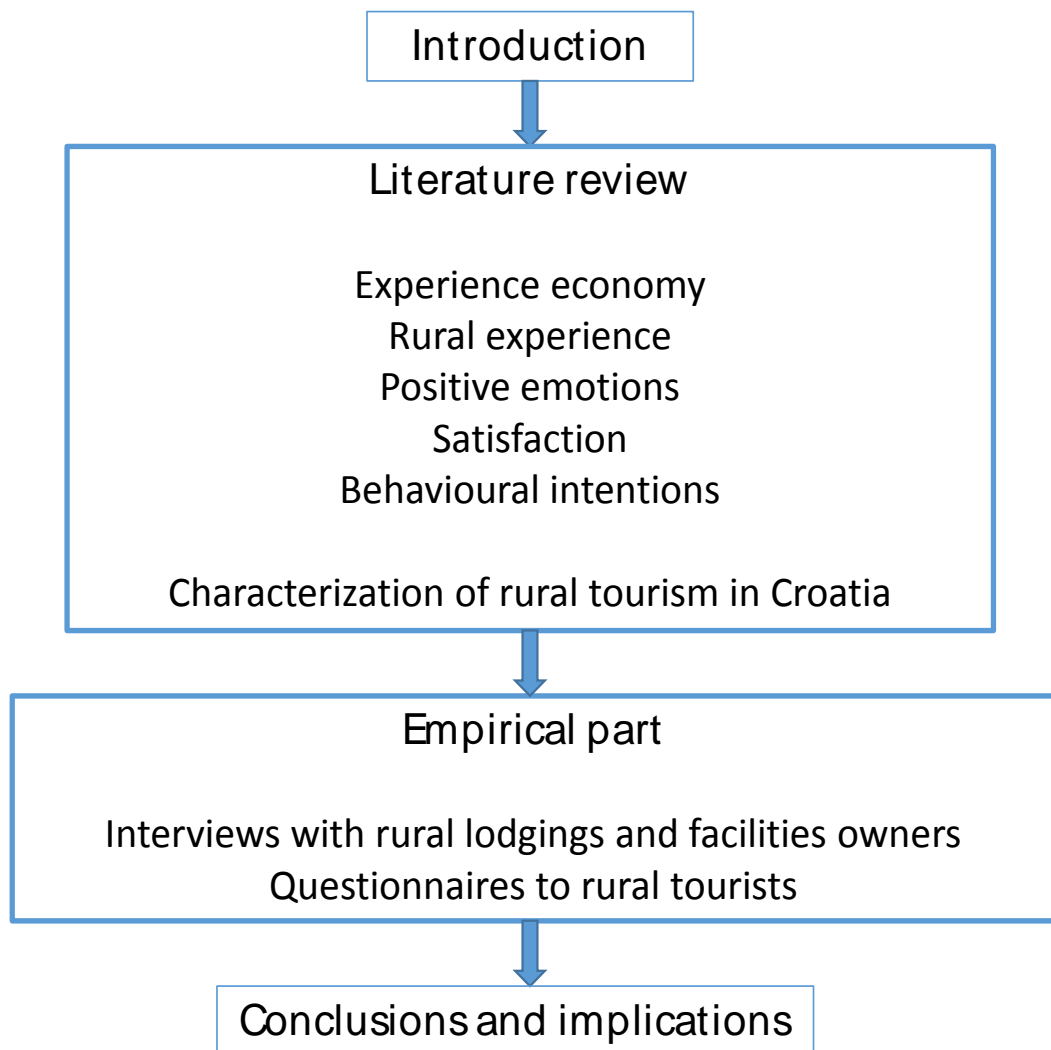 Introduction
Literature review
Experience economy
Rural experience
Positive emotions
Satisfaction
Behavioural intentions
Characterization of rural tourism in Croatia
Empirical part
Interviews with rural lodgings and facilities owners
Questionnaires to rural tourists
Conclusions and implications